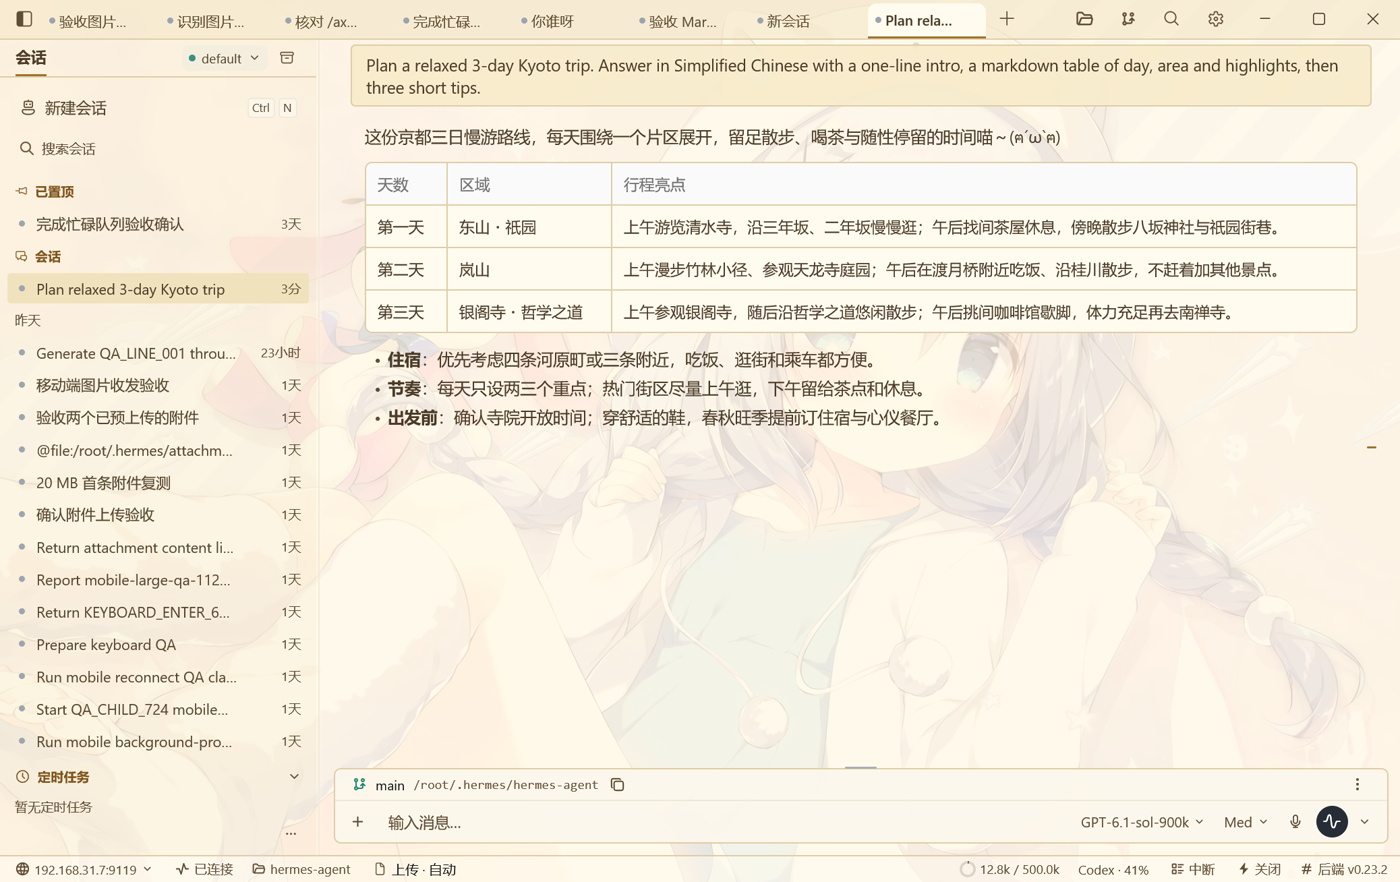 验收图片...
识别图片...
核对 /ax...
完成忙碌...
你谁呀
验收 Mar...
新会话
Plan rela...
会话
default
新建会话
Ctrl N
搜索会话
已置顶
完成忙碌队列验收确认 3天
会话
Plan relaxed 3-day Kyoto trip 3分
昨天
Generate QA_LINE_001 throu... 23小时
移动端图片收发验收 1天
验收两个已预上传的附件 1天
@file:/root/.hermes/attachm... 1天
20 MB 首条附件复测 1天
确认附件上传验收 1天
Return attachment content li... 1天
Report mobile-large-qa-112... 1天
Return KEYBOARD_ENTER_6... 1天
Prepare keyboard QA 1天
Run mobile reconnect QA cla... 1天
Start QA_CHILD_724 mobile... 1天
Run mobile background-pro... 1天
定时任务
暂无定时任务
...
Plan a relaxed 3-day Kyoto trip. Answer in Simplified Chinese with a one-line intro, a markdown table of day, area and highlights, then
three short tips.
这份京都三日慢游路线，每天围绕一个片区展开，留足散步、喝茶与随性停留的时间喵～(ฅ´ω`ฅ)
天数 区域 行程亮点
第一天 东山·祇园 上午游览清水寺，沿三年坂、二年坂慢慢逛；午后找间茶屋休息，傍晚散步八坂神社与祇园街巷。
第二天 岚山 上午漫步竹林小径、参观天龙寺庭园；午后在渡月桥附近吃饭、沿桂川散步，不赶着加其他景点。
第三天 银阁寺·哲学之道 上午参观银阁寺，随后沿哲学之道悠闲散步；午后挑间咖啡馆歇脚，体力充足再去南禅寺。
• 住宿：优先考虑四条河原町或三条附近，吃饭、逛街和乘车都方便。
• 节奏：每天只设两三个重点；热门街区尽量上午逛，下午留给茶点和休息。
• 出发前：确认寺院开放时间；穿舒适的鞋，春秋旺季提前订住宿与心仪餐厅。
main /root/.hermes/hermes-agent
输入消息...
GPT-6.1-sol-900k Med
192.168.31.7:9119 已连接 hermes-agent 上传·自动 12.8k / 500.0k Codex · 41% 中断 关闭 # 后端 v0.23.2